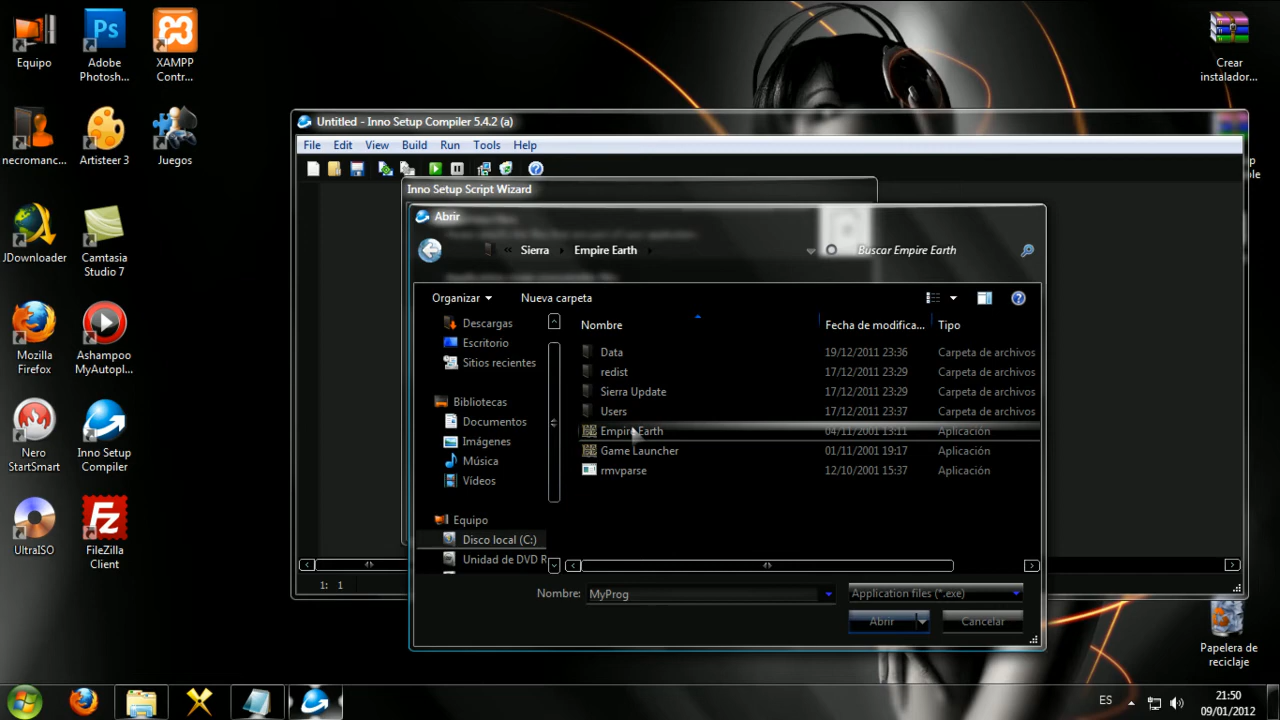 Equipo
Adobe Photosh...
XAMPP Contr...
Crear instalador...
necromanc...
Artisteer 3
Juegos
JDownloader
Camtasia Studio 7
Mozilla Firefox
Ashampoo MyAutopl...
Nero StartSmart
Inno Setup Compiler
UltraISO
FileZilla Client
Untitled - Inno Setup Compiler 5.4.2 (a)
File Edit View Build Run Tools Help
Inno Setup Script Wizard
Abrir
« Sierra Empire Earth
Buscar Empire Earth
Organizar Nueva carpeta
Descargas
Escritorio
Sitios recientes
Bibliotecas
Documentos
Imágenes
Música
Vídeos
Equipo
Disco local (C:)
Unidad de DVD R
Nombre Fecha de modifica... Tipo
Data 19/12/2011 23:36 Carpeta de archivos
redist 17/12/2011 23:29 Carpeta de archivos
Sierra Update 17/12/2011 23:29 Carpeta de archivos
Users 17/12/2011 23:37 Carpeta de archivos
Empire Earth 04/11/2001 13:11 Aplicación
Game Launcher 01/11/2001 19:17 Aplicación
rmvparse 12/10/2001 15:37 Aplicación
Nombre: MyProg Application files (*.exe)
Abrir Cancelar
1: 1
Papelera de reciclaje
ES
21:50
09/01/2012